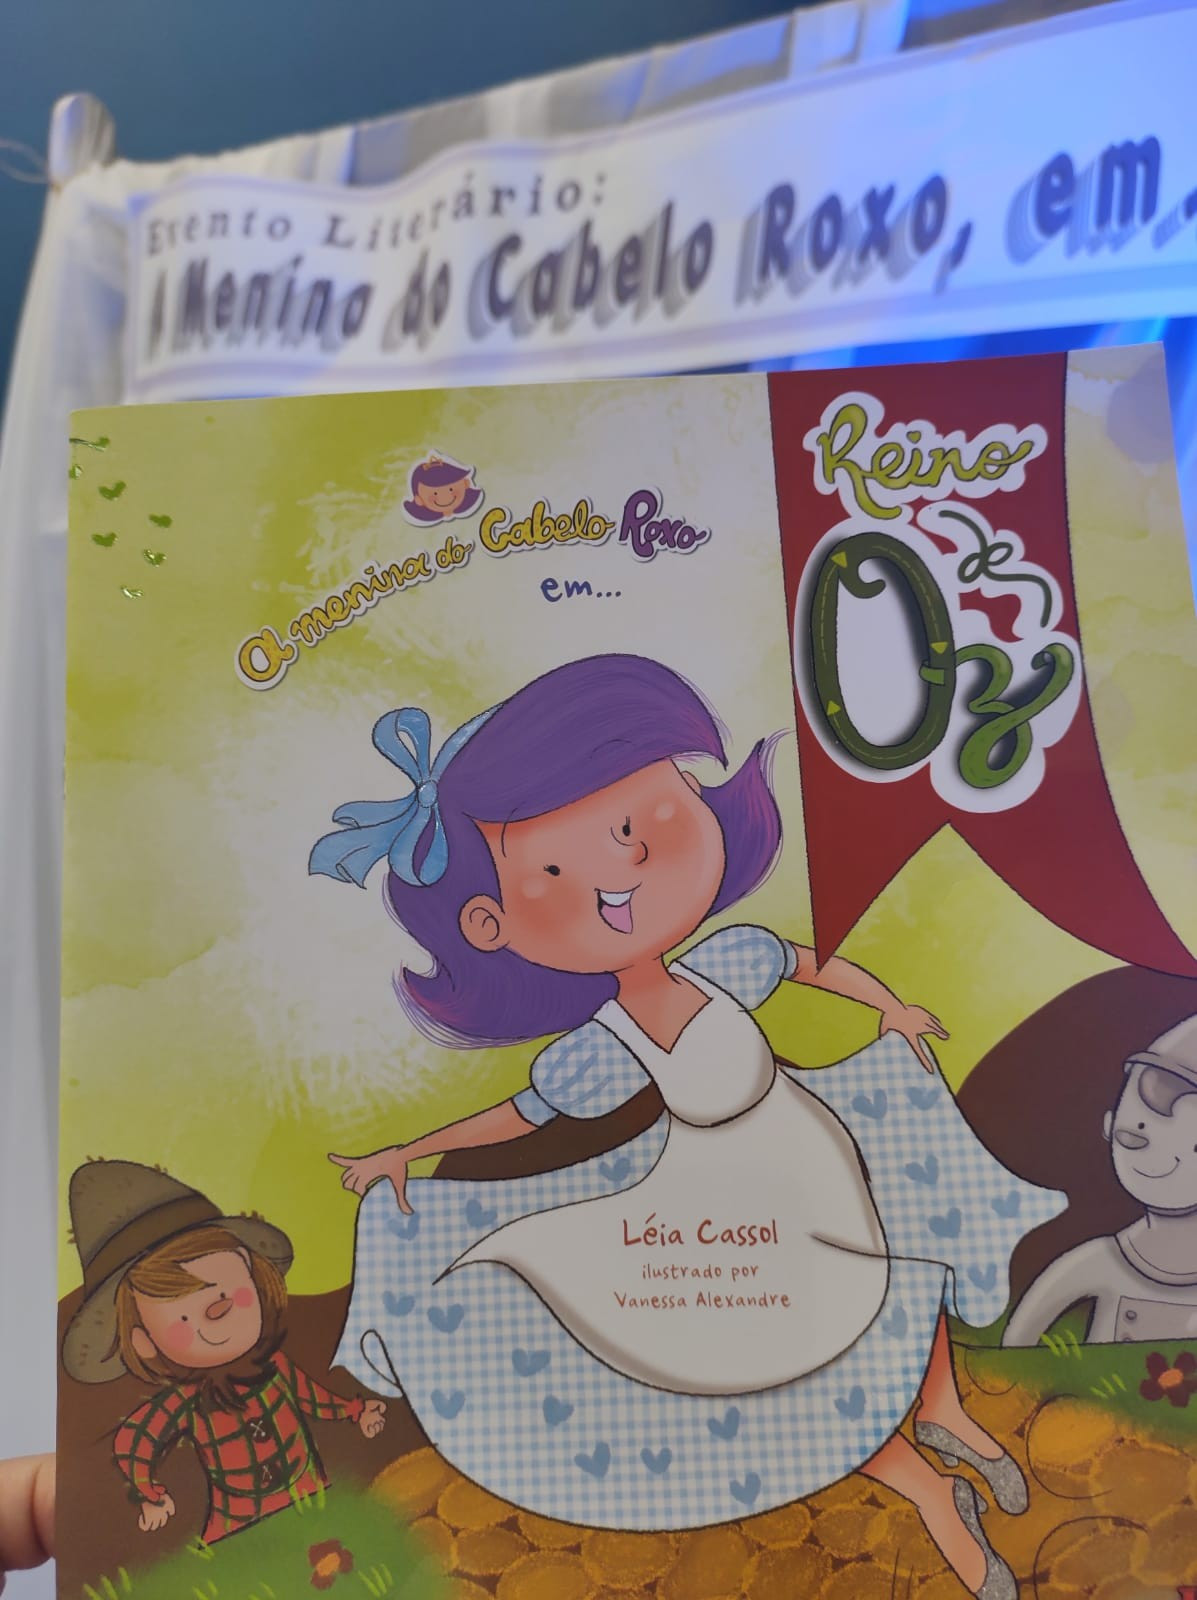 Evento Literário:
A Menina do Cabelo Roxo, em..
A menina do Cabelo Roxo
em...
Reino
de
Oz
Léia Cassol
ilustrado por
Vanessa Alexandre